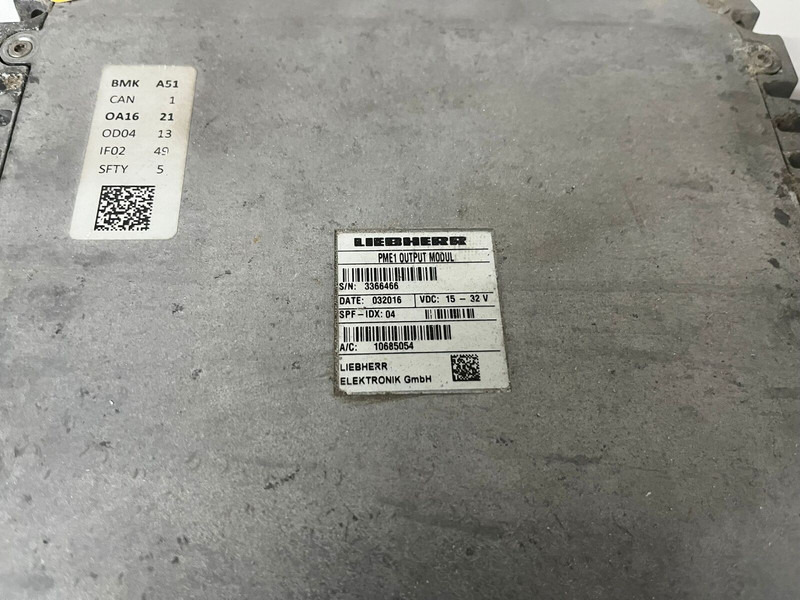 BMK A51
CAN 1
OA16 21
OD04 13
IF02 49
SFTY 5
LIEBHERR
PME1 OUTPUT MODUL
S/N: 3366466
DATE: 032016 VDC: 15 - 32 V
SPF-IDX: 04
A/C: 10685054
LIEBHERR
ELEKTRONIK GmbH